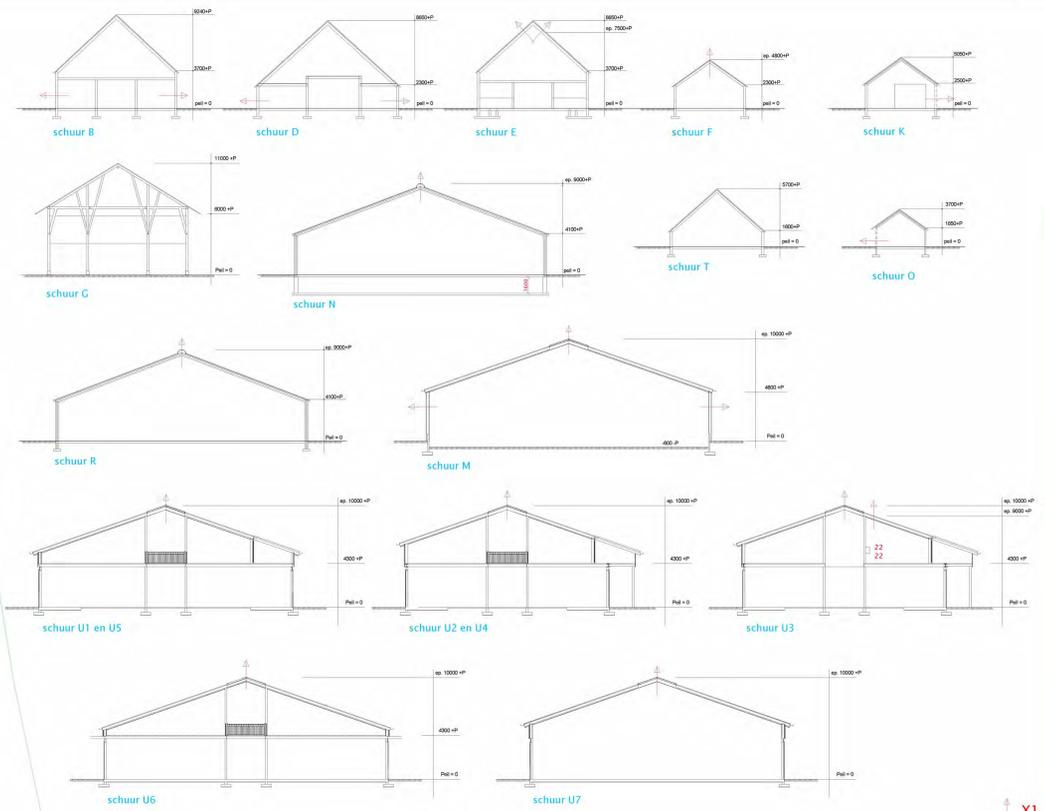 9240+P
3700+P
peil = 0
schuur B
8600+P
2300+P
peil = 0
schuur D
8650+P
ep. 7500+P
3700+P
peil = 0
schuur E
ep. 4800+P
2300+P
peil = 0
schuur F
5050+P
2500+P
peil = 0
schuur K
11000 +P
6000 +P
Peil = 0
schuur G
ep. 9000+P
4100+P
peil = 0
1600
schuur N
5700+P
1600+P
peil = 0
schuur T
3700+P
1650+P
peil = 0
schuur O
ep. 9000+P
4100+P
Peil = 0
schuur R
ep. 10000 +P
4800 +P
Peil = 0
-600 -P
schuur M
ep. 10000 +P
4300 +P
Peil = 0
schuur U1 en U5
ep. 10000 +P
4300 +P
Peil = 0
schuur U2 en U4
ep. 10000 +P
ep. 9000 +P
22
22
4300 +P
Peil = 0
schuur U3
ep. 10000 +P
4300 +P
Peil = 0
schuur U6
ep. 10000 +P
Peil = 0
schuur U7
X1